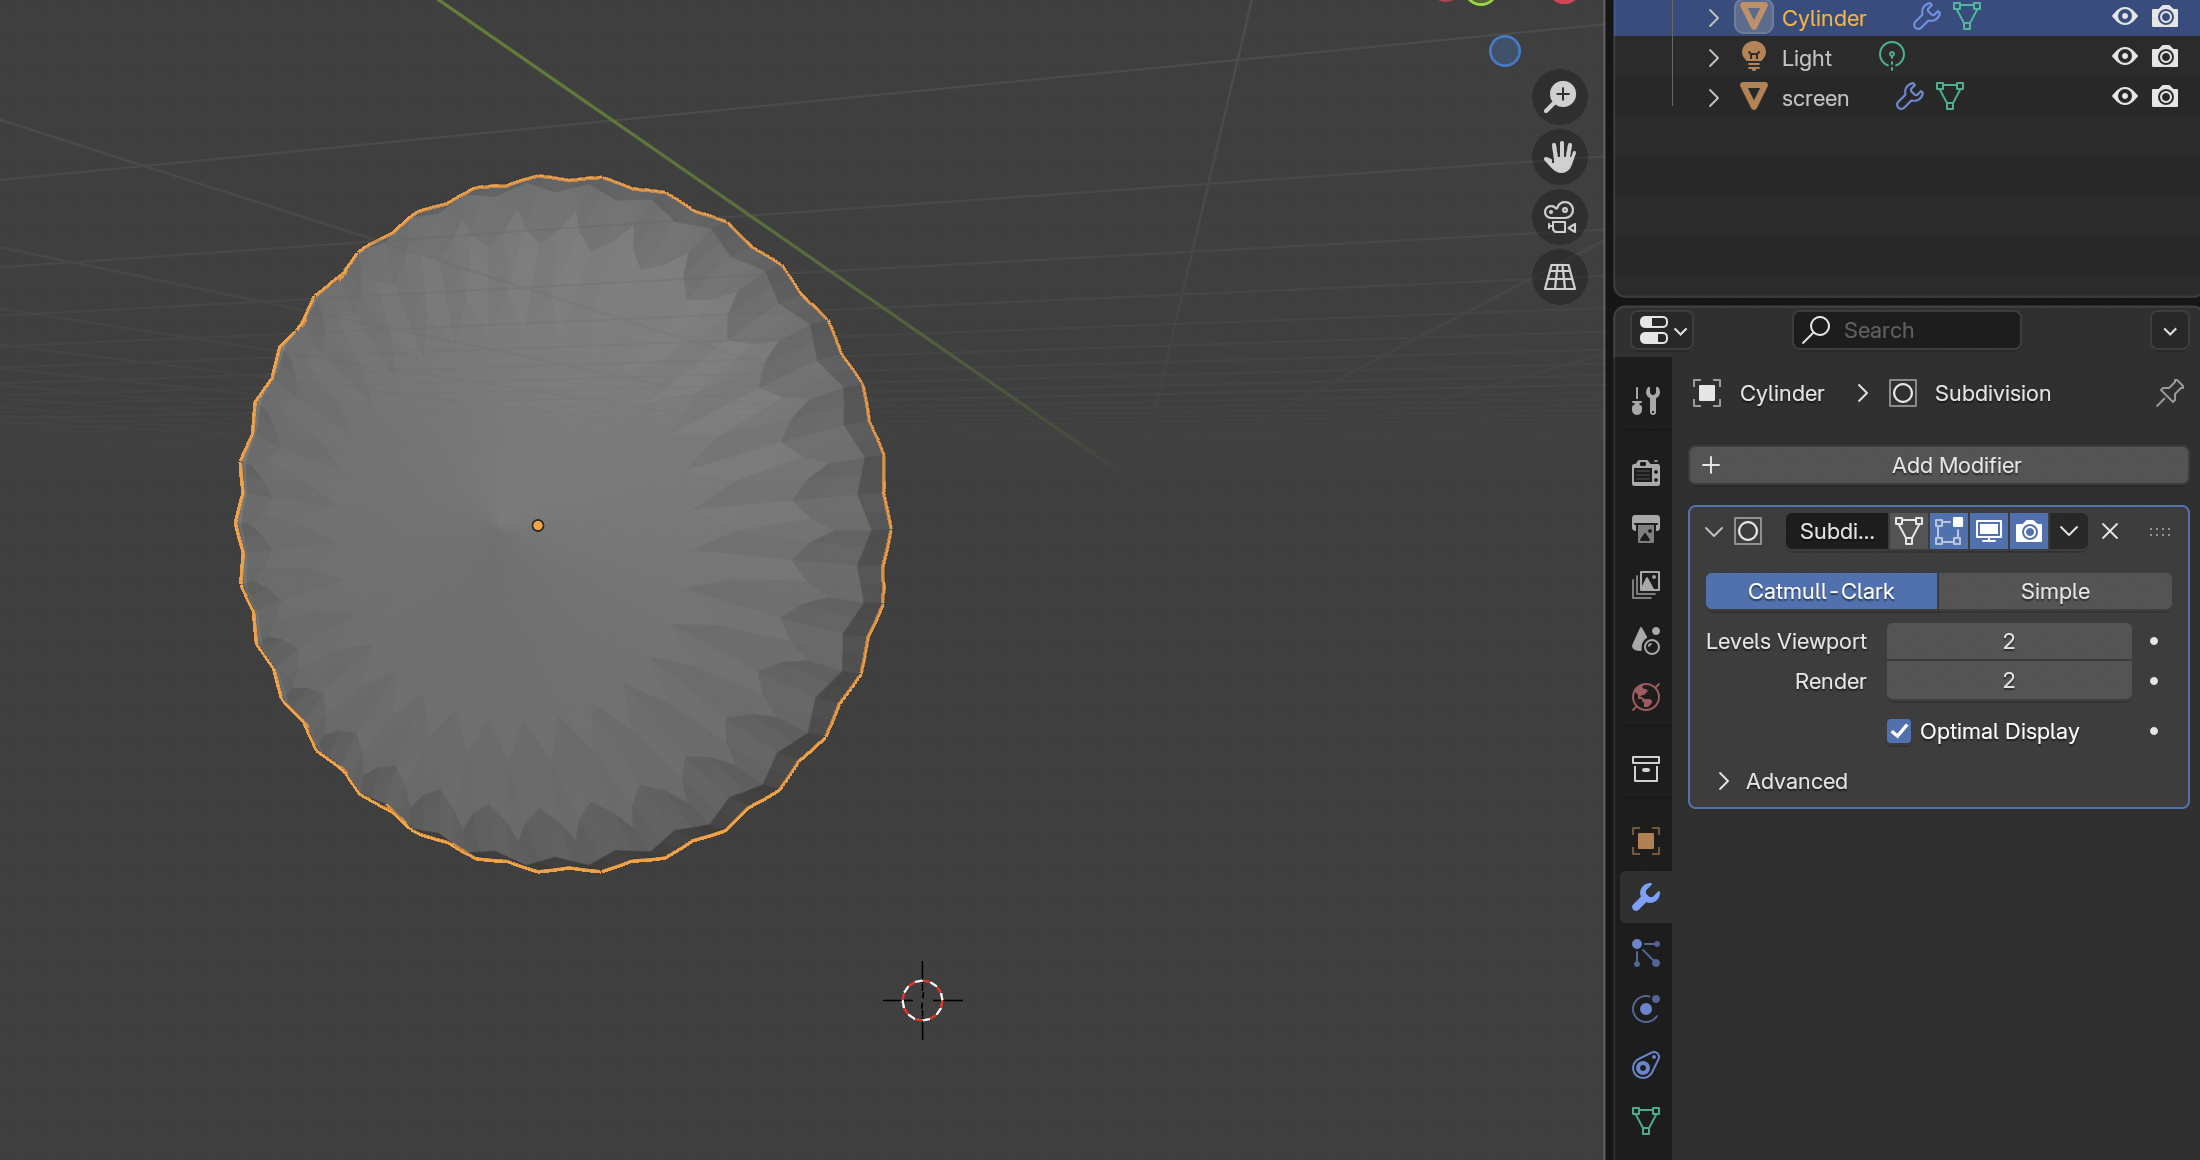 Cylinder
Light
screen
Search
Cylinder
Subdivision
Add Modifier
Subdi...
Catmull-Clark
Simple
Levels Viewport
2
Render
2
Optimal Display
Advanced